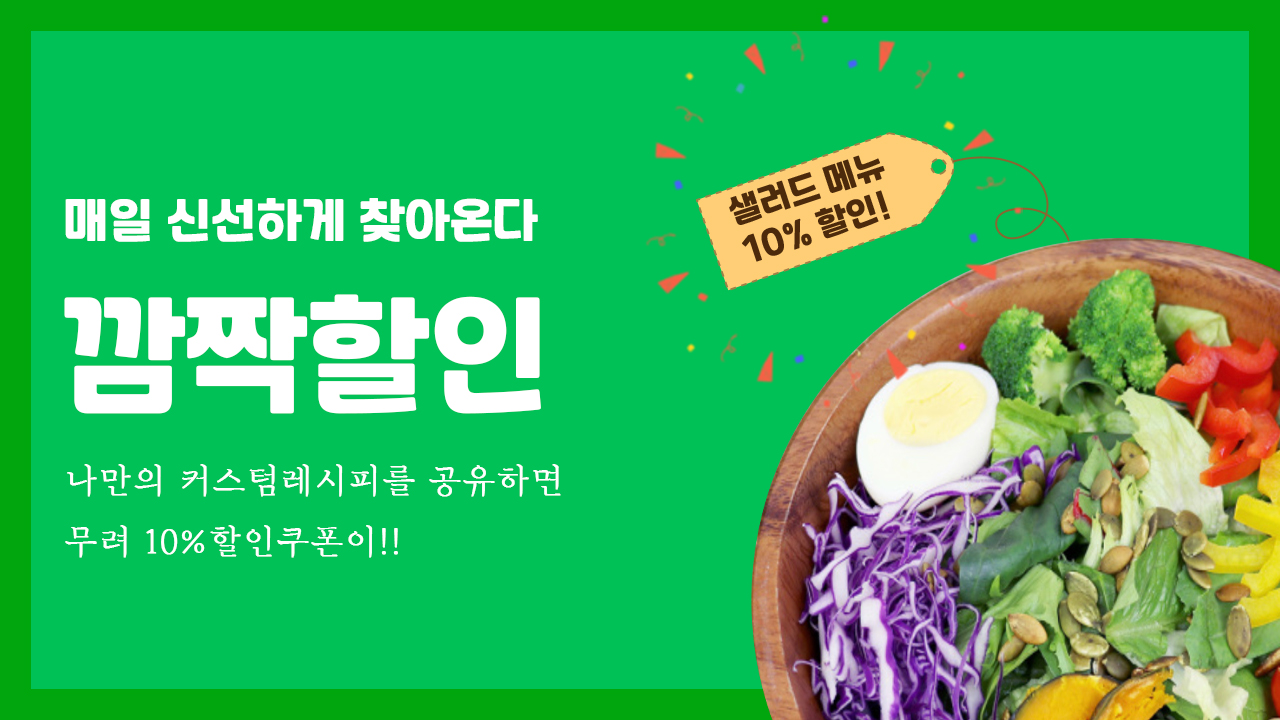 매일 신선하게 찾아온다
깜짝할인
나만의 커스텀레시피를 공유하면
무려 10%할인쿠폰이!!
샐러드 메뉴
10% 할인!